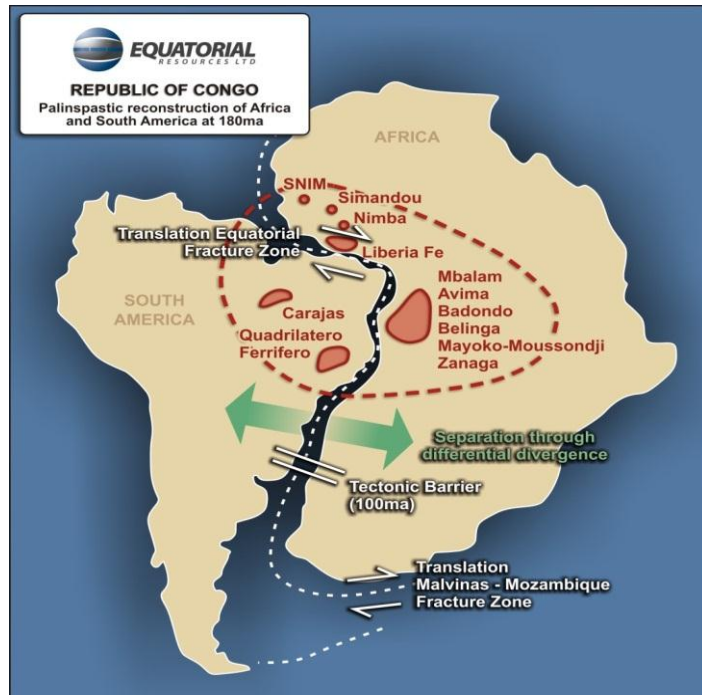 EQUATORIAL
RESOURCES LTD
REPUBLIC OF CONGO
Palinspastic reconstruction of Africa
and South America at 180ma
AFRICA
SNIM
Simandou
Nimba
Translation Equatorial
Fracture Zone
Liberia Fe
SOUTH
AMERICA
Carajas
Quadrilatero
Ferrifero
Mbalam
Avima
Badondo
Belinga
Mayoko-Moussondji
Zanaga
Separation through
differential divergence
Tectonic Barrier
(100ma)
Translation
Malvinas - Mozambique
Fracture Zone